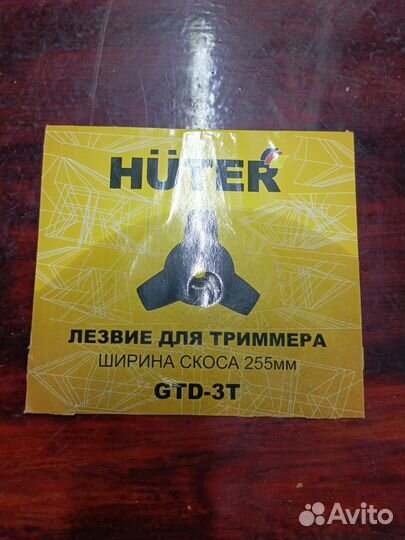 HÜTER
ЛЕЗВИЕ ДЛЯ ТРИММЕРА
ШИРИНА СКОСА 255мм
GTD-3T
Avito